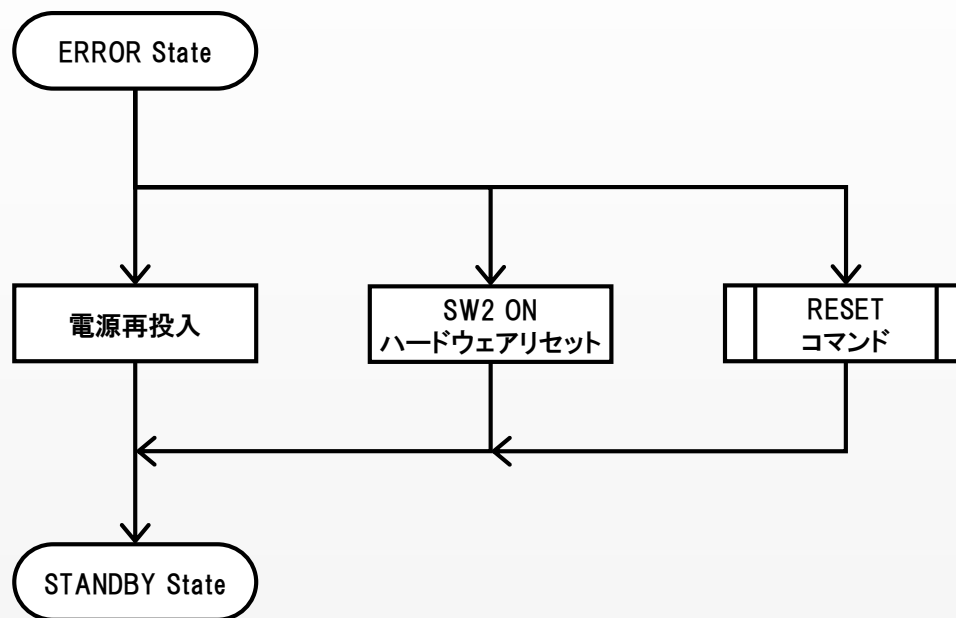 ERROR State
電源再投入
SW2 ON
ハードウェアリセット
RESET
コマンド
STANDBY State